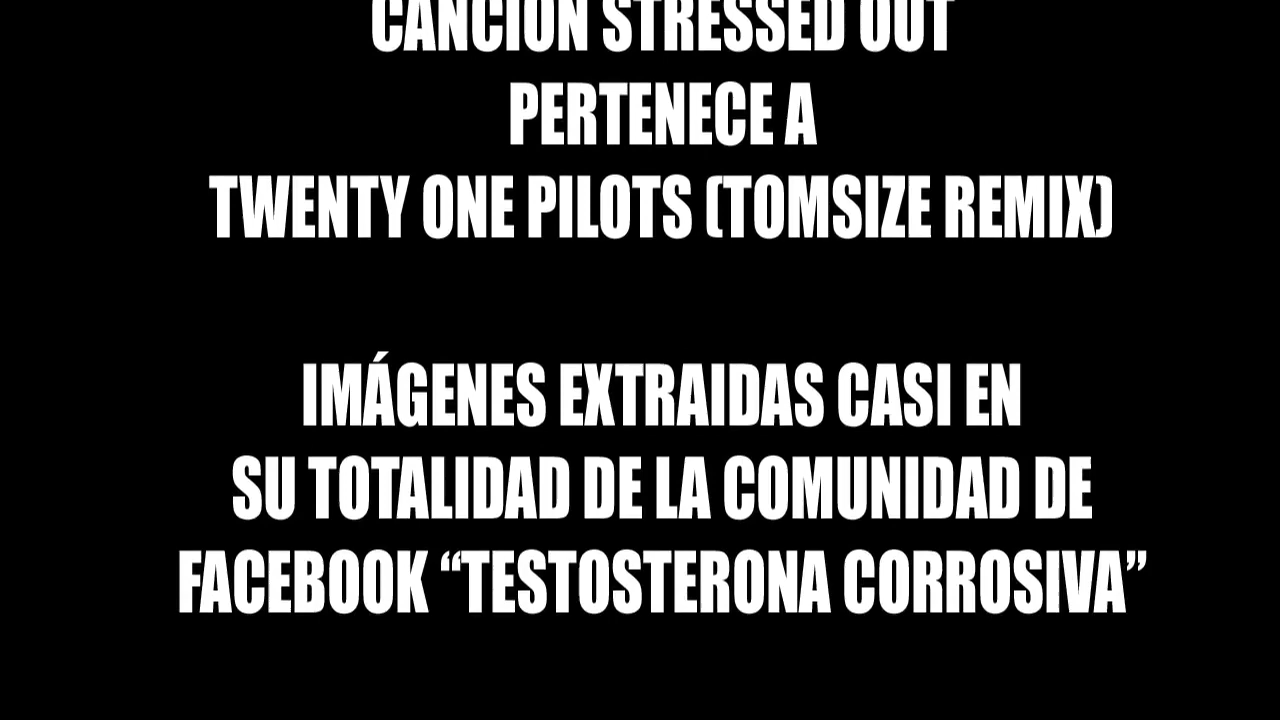 CANCIÓN STRESSED OUT
PERTENECE A
TWENTY ONE PILOTS (TOMSIZE REMIX)
IMÁGENES EXTRAIDAS CASI EN
SU TOTALIDAD DE LA COMUNIDAD DE
FACEBOOK “TESTOSTERONA CORROSIVA”